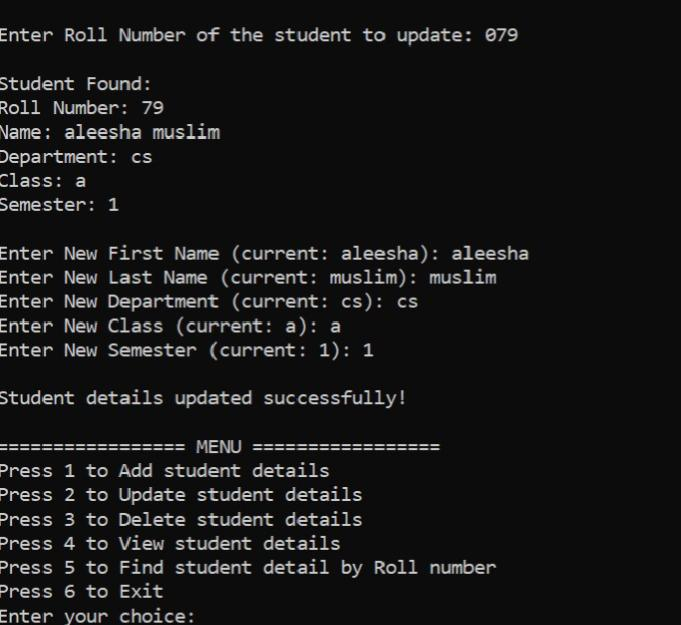 Enter Roll Number of the student to update: 079
Student Found:
Roll Number: 79
Name: aleesha muslim
Department: cs
Class: a
Semester: 1
Enter New First Name (current: aleesha): aleesha
Enter New Last Name (current: muslim): muslim
Enter New Department (current: cs): cs
Enter New Class (current: a): a
Enter New Semester (current: 1): 1
Student details updated successfully!
================= MENU =================
Press 1 to Add student details
Press 2 to Update student details
Press 3 to Delete student details
Press 4 to View student details
Press 5 to Find student detail by Roll number
Press 6 to Exit
Enter your choice: